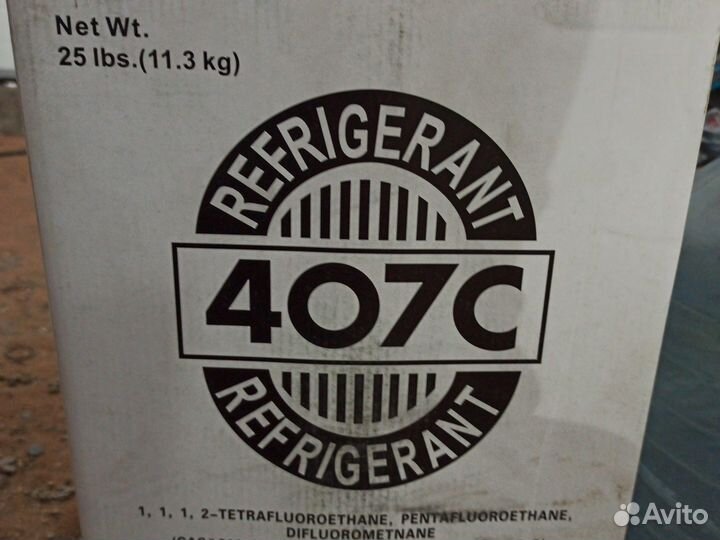 Net Wt.
25 lbs.(11.3 kg)
REFRIGERANT
407C
REFRIGERANT
1, 1, 1, 2-TETRAFLUOROETHANE, PENTAFLUOROETHANE,
DIFLUOROMETNANE
Avito